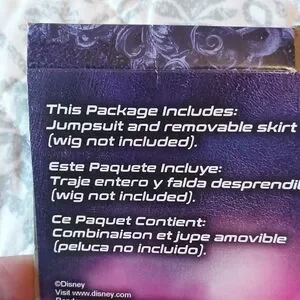 This Package Includes:
Jumpsuit and removable skirt
(wig not included).
Este Paquete Incluye:
Traje entero y falda desprendi
(wig not included).
Ce Paquet Contient:
Combinaison et jupe amovible
(peluca no incluido).
©Disney
Visit www.disney.com